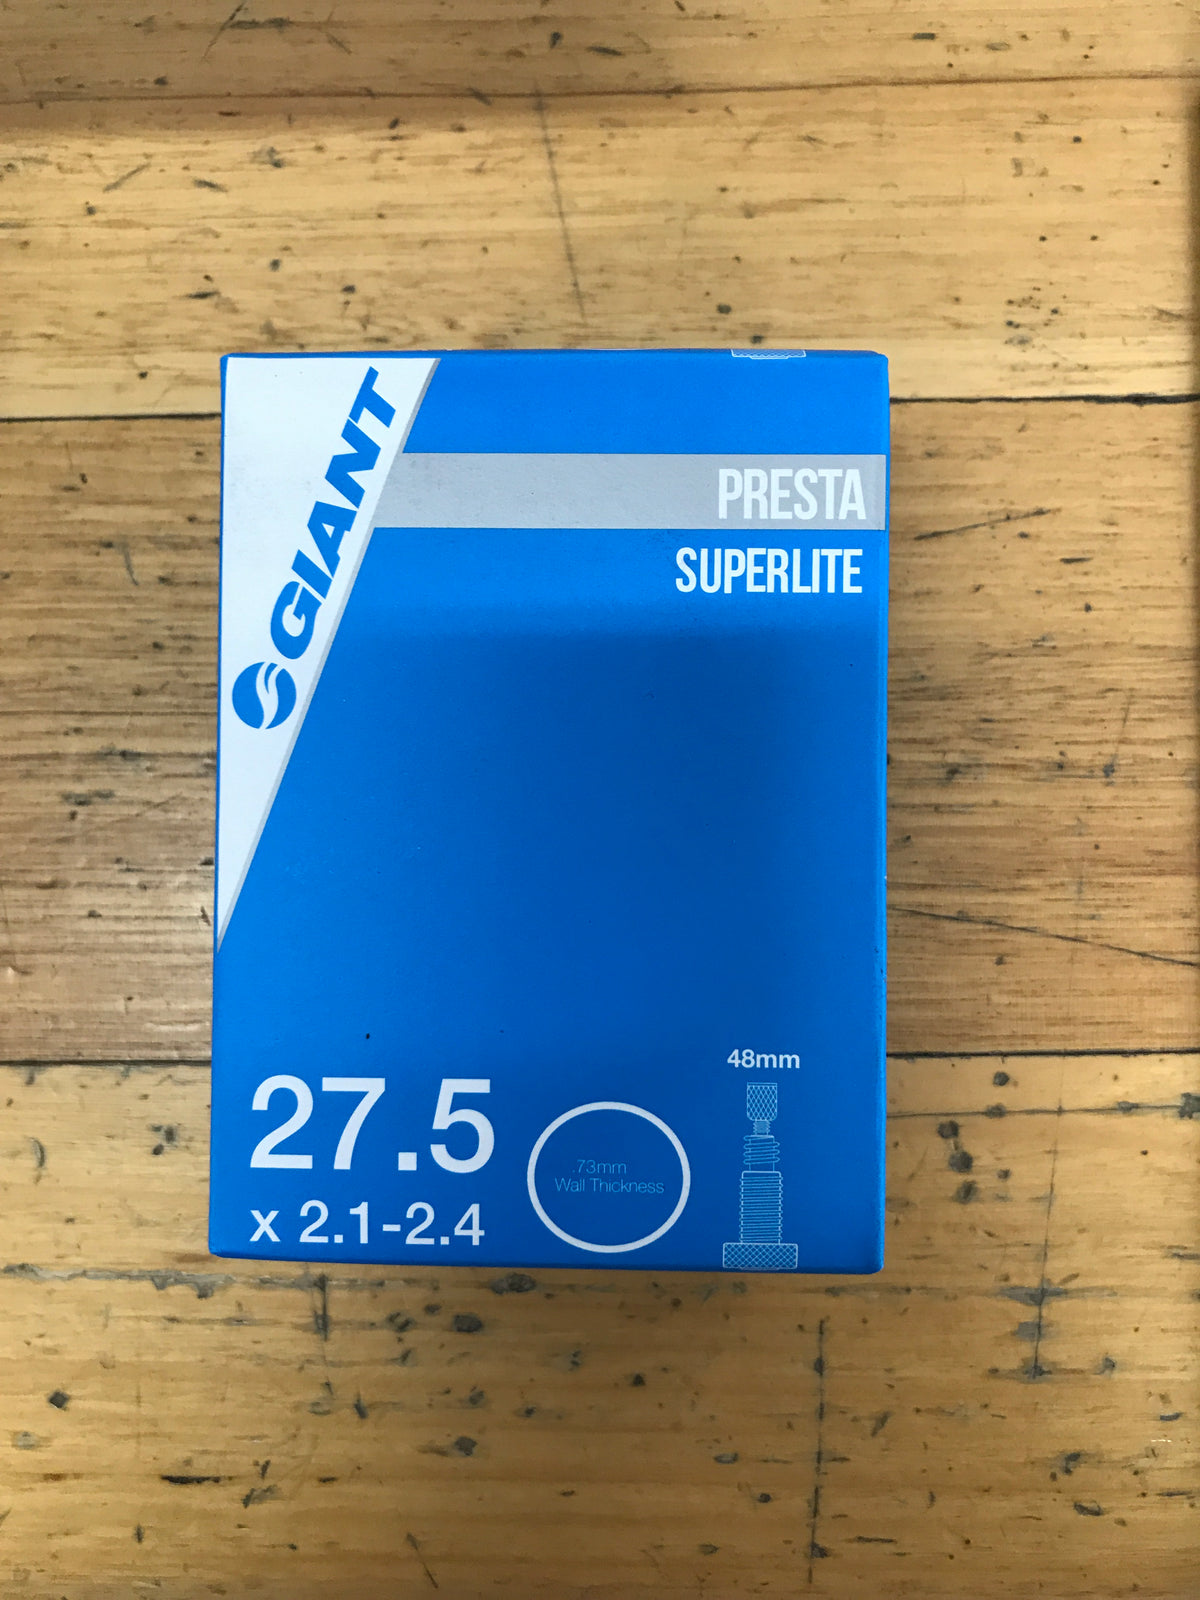 GIANT
PRESTA
SUPERLITE
48mm
27.5
x 2.1-2.4
.73mm
Wall Thickness